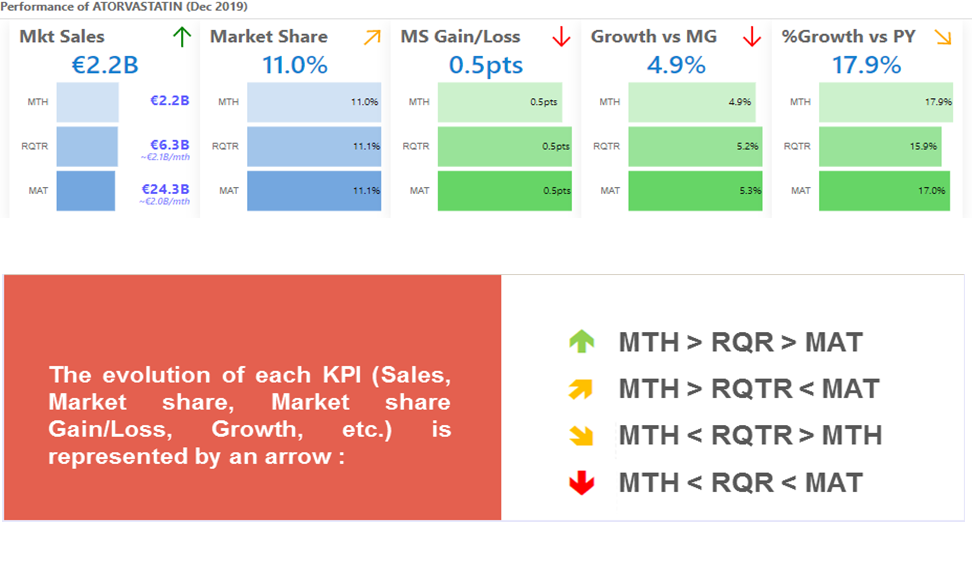 Performance of ATORVASTATIN (Dec 2019)
Mkt Sales
€2.2B
MTH €2.2B
RQTR €6.3B
~€2.1B/mth
MAT €24.3B
~€2.0B/mth
Market Share
11.0%
MTH 11.0%
RQTR 11.1%
MAT 11.1%
MS Gain/Loss
0.5pts
MTH 0.5pts
RQTR 0.5pts
MAT 0.5pts
Growth vs MG
4.9%
MTH 4.9%
RQTR 5.2%
MAT 5.3%
%Growth vs PY
17.9%
MTH 17.9%
RQTR 15.9%
MAT 17.0%
The evolution of each KPI (Sales,
Market share, Market share
Gain/Loss, Growth, etc.) is
represented by an arrow :
MTH > RQR > MAT
MTH > RQTR < MAT
MTH < RQTR > MTH
MTH < RQR < MAT